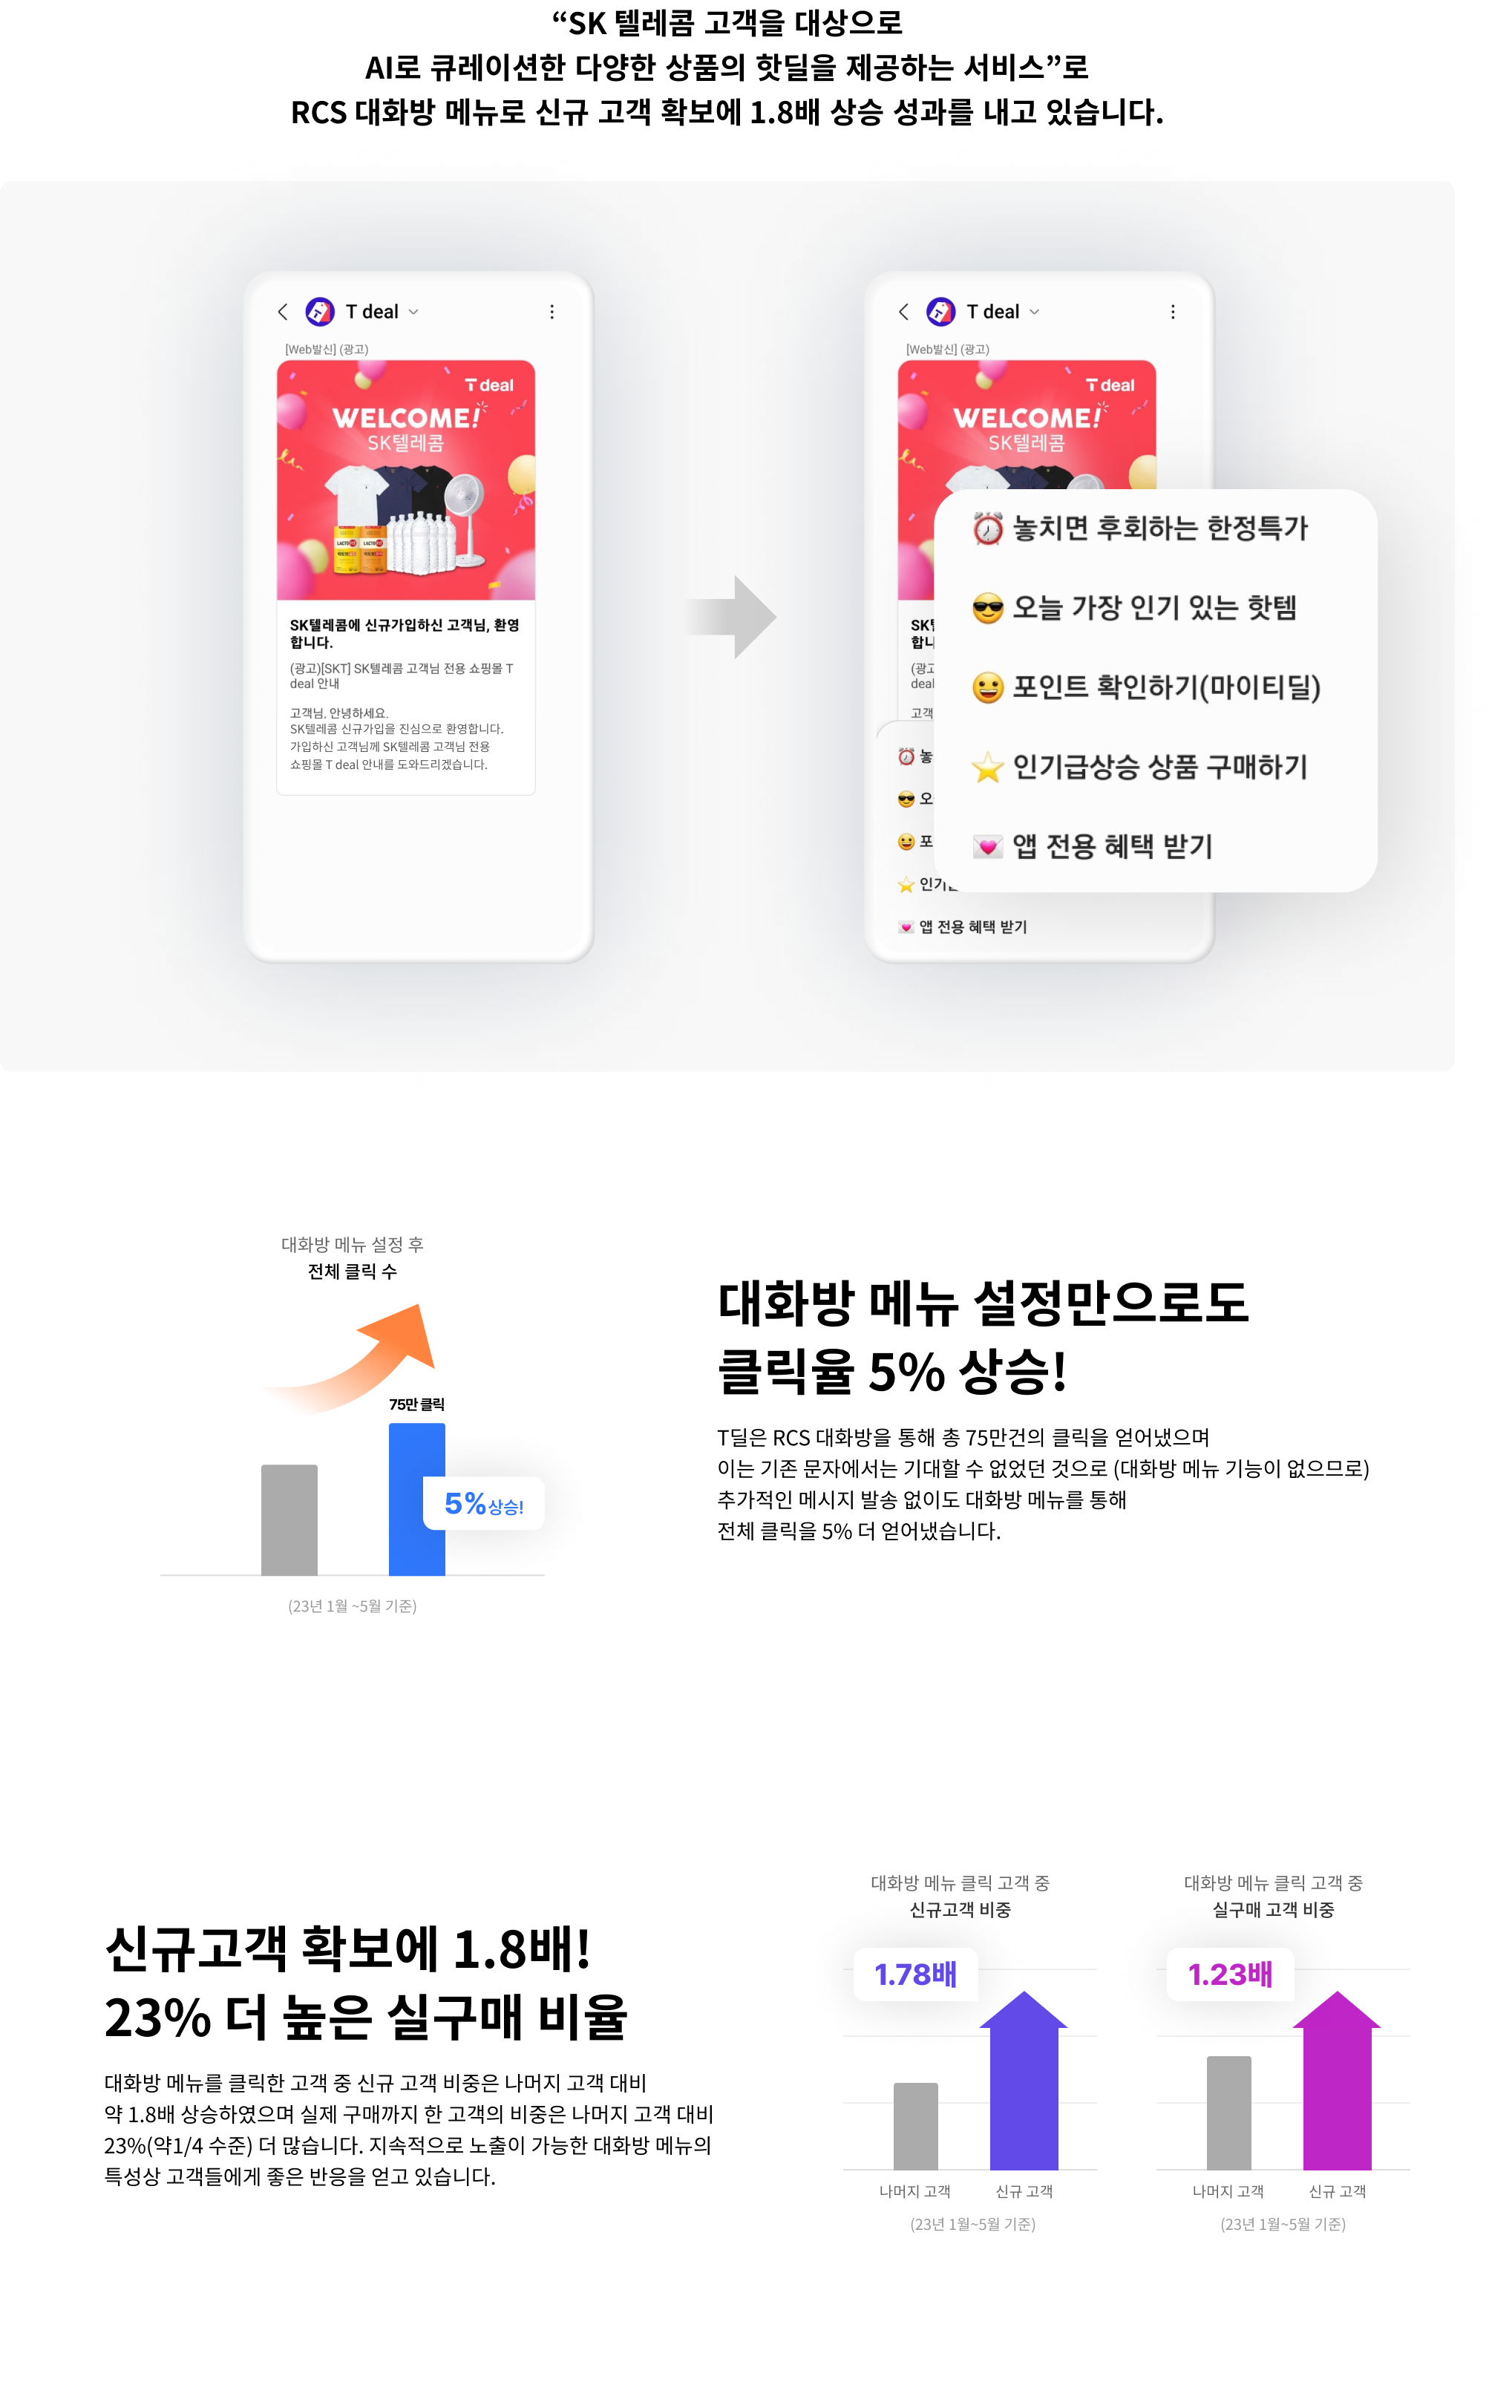 “SK 텔레콤 고객을 대상으로
AI로 큐레이션한 다양한 상품의 핫딜을 제공하는 서비스”로
RCS 대화방 메뉴로 신규 고객 확보에 1.8배 상승 성과를 내고 있습니다.
T deal
[Web발신] (광고)
T deal
WELCOME!
SK텔레콤
LACTO
LACTO
SK텔레콤에 신규가입하신 고객님, 환영
합니다.
(광고)[SKT] SK텔레콤 고객님 전용 쇼핑몰 T
deal 안내
고객님, 안녕하세요.
SK텔레콤 신규가입을 진심으로 환영합니다.
가입하신 고객님께 SK텔레콤 고객님 전용
쇼핑몰 T deal 안내를 도와드리겠습니다.
T deal
[Web발신] (광고)
T deal
WELCOME!
SK텔레콤
⏰ 놓치면 후회하는 한정특가
😎 오늘 가장 인기 있는 핫템
😀 포인트 확인하기(마이티딜)
⭐ 인기급상승 상품 구매하기
💌 앱 전용 혜택 받기
합니
(광고
deal
고객
⏰ 놓
😎 오
😀 포
⭐ 인기
💌 앱 전용 혜택 받기
대화방 메뉴 설정 후
전체 클릭 수
75만 클릭
5%상승!
(23년 1월 ~5월 기준)
대화방 메뉴 설정만으로도
클릭율 5% 상승!
T딜은 RCS 대화방을 통해 총 75만건의 클릭을 얻어냈으며
이는 기존 문자에서는 기대할 수 없었던 것으로 (대화방 메뉴 기능이 없으므로)
추가적인 메시지 발송 없이도 대화방 메뉴를 통해
전체 클릭을 5% 더 얻어냈습니다.
신규고객 확보에 1.8배!
23% 더 높은 실구매 비율
대화방 메뉴를 클릭한 고객 중 신규 고객 비중은 나머지 고객 대비
약 1.8배 상승하였으며 실제 구매까지 한 고객의 비중은 나머지 고객 대비
23%(약1/4 수준) 더 많습니다. 지속적으로 노출이 가능한 대화방 메뉴의
특성상 고객들에게 좋은 반응을 얻고 있습니다.
대화방 메뉴 클릭 고객 중
신규고객 비중
1.78배
나머지 고객
신규 고객
(23년 1월~5월 기준)
대화방 메뉴 클릭 고객 중
실구매 고객 비중
1.23배
나머지 고객
신규 고객
(23년 1월~5월 기준)